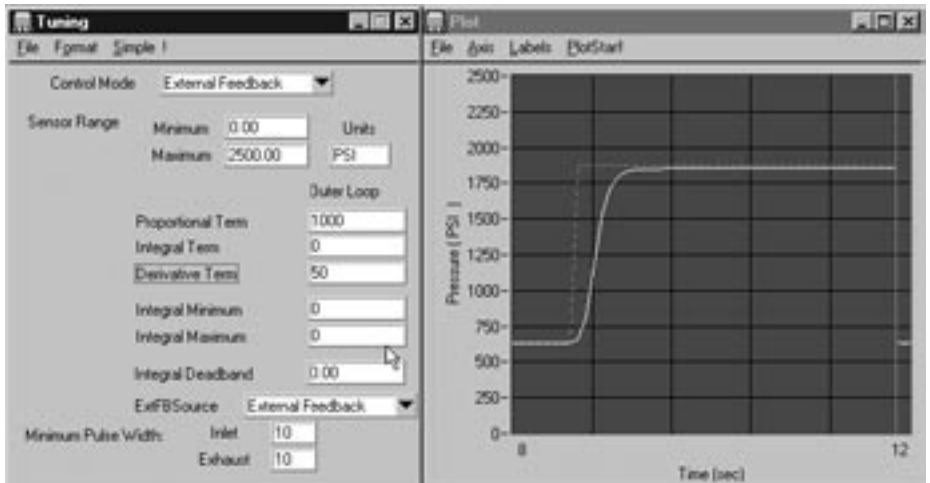 Tuning
File Format Simple !
Control Mode External Feedback
Sensor Range Minimum 0.00 Units
Maximum 2500.00 PSI
Outer Loop
Proportional Term 1000
Integral Term 0
Derivative Term 50
Integral Minimum 0
Integral Maximum 0
Integral Deadband 0.00
ExtFBSource External Feedback
Minimum Pulse Width: Inlet 10
Exhaust 10
Plot
File Axis Labels PlotStart
Pressure ( PSI )
2500
2250
2000
1750
1500
1250
1000
750
500
250
0
8 12
Time (sec)